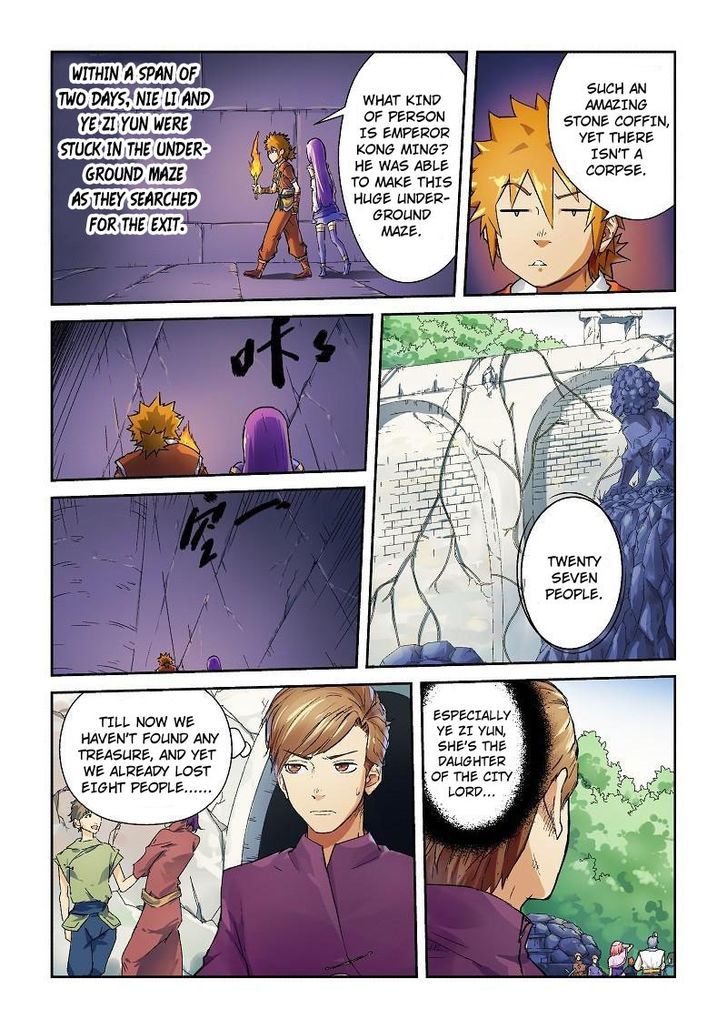 WITHIN A SPAN OF
TWO DAYS, NIE LI AND
YE ZI YUN WERE
STUCK IN THE UNDER-
GROUND MAZE
AS THEY SEARCHED
FOR THE EXIT.
WHAT KIND
OF PERSON
IS EMPEROR
KONG MING?
HE WAS ABLE
TO MAKE THIS
HUGE UNDER-
GROUND
MAZE.
SUCH AN
AMAZING
STONE COFFIN,
YET THERE
ISN'T A
CORPSE.
咔
空
TWENTY
SEVEN
PEOPLE.
TILL NOW WE
HAVEN'T FOUND ANY
TREASURE, AND YET
WE ALREADY LOST
EIGHT PEOPLE......
ESPECIALLY
YE ZI YUN,
SHE'S THE
DAUGHTER
OF THE CITY
LORD...